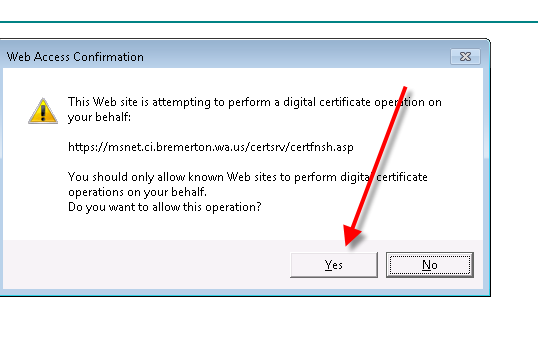 Web Access Confirmation
This Web site is attempting to perform a digital certificate operation on
your behalf:
https://msnet.ci.bremerton.wa.us/certsrv/certfnsh.asp
You should only allow known Web sites to perform digital certificate
operations on your behalf.
Do you want to allow this operation?
Yes
No